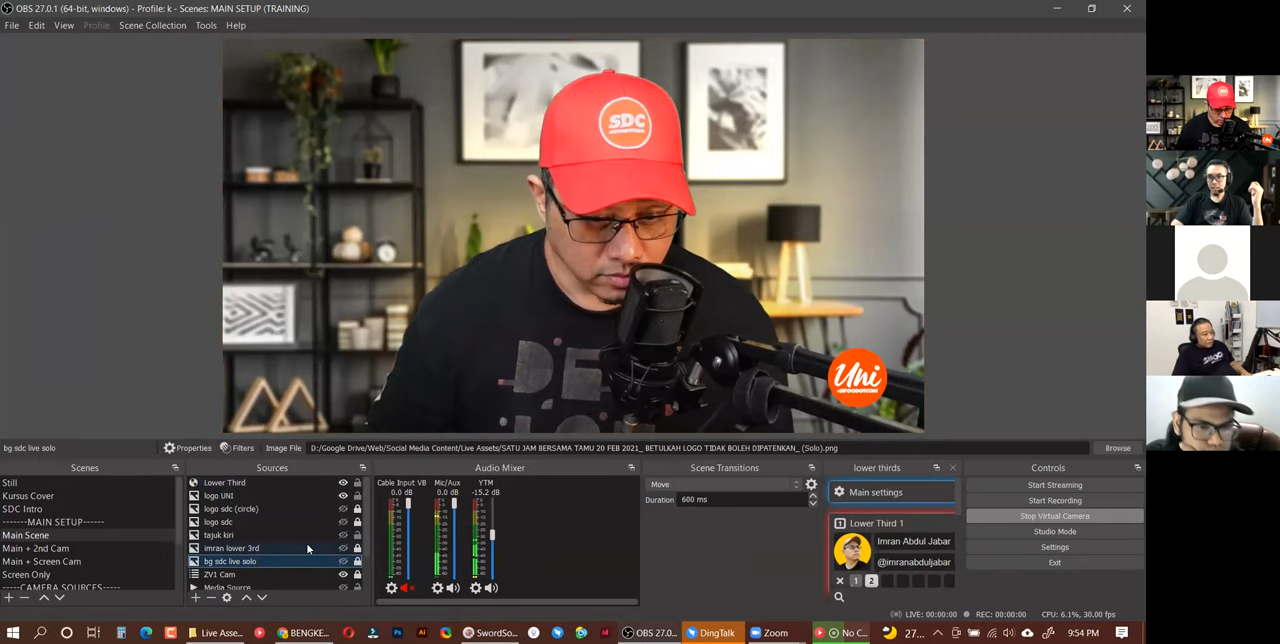 OBS 27.0.1 (64-bit, windows) - Profile: k - Scenes: MAIN SETUP (TRAINING)
File Edit View Profile Scene Collection Tools Help
SDC
Uni
bg sdc live solo
Properties Filters Image File D:/Google Drive/Web/Social Media Content/Live Assets/SATU JAM BERSAMA TAMU 20 FEB 2021_ BETULKAH LOGO TIDAK BOLEH DIPATENKAN_ (Solo).png Browse
Scenes
Still
Kursus Cover
SDC Intro
-------MAIN SETUP-----
Main Scene
Main + 2nd Cam
Main + Screen Cam
Screen Only
------CAMERA SOURCES------
Sources
Lower Third
logo UNI
logo sdc (circle)
logo sdc
tajuk kiri
imran lower 3rd
bg sdc live solo
ZV1 Cam
Media Source
Audio Mixer
Cable Input VB Mic/Aux YTM
0.0 dB 0.0 dB -15.2 dB
Scene Transitions
Move
Duration 600 ms
lower thirds
Main settings
1 Lower Third 1
Imran Abdul Jabar
@imranabduljabar
1 2
Controls
Start Streaming
Start Recording
Stop Virtual Camera
Studio Mode
Settings
Exit
LIVE: 00:00:00 REC: 00:00:00 CPU: 6.1%, 30.00 fps
Live Asse... BENGKE... SwordSo... OBS 27.0... DingTalk Zoom No C... 27... 9:54 PM